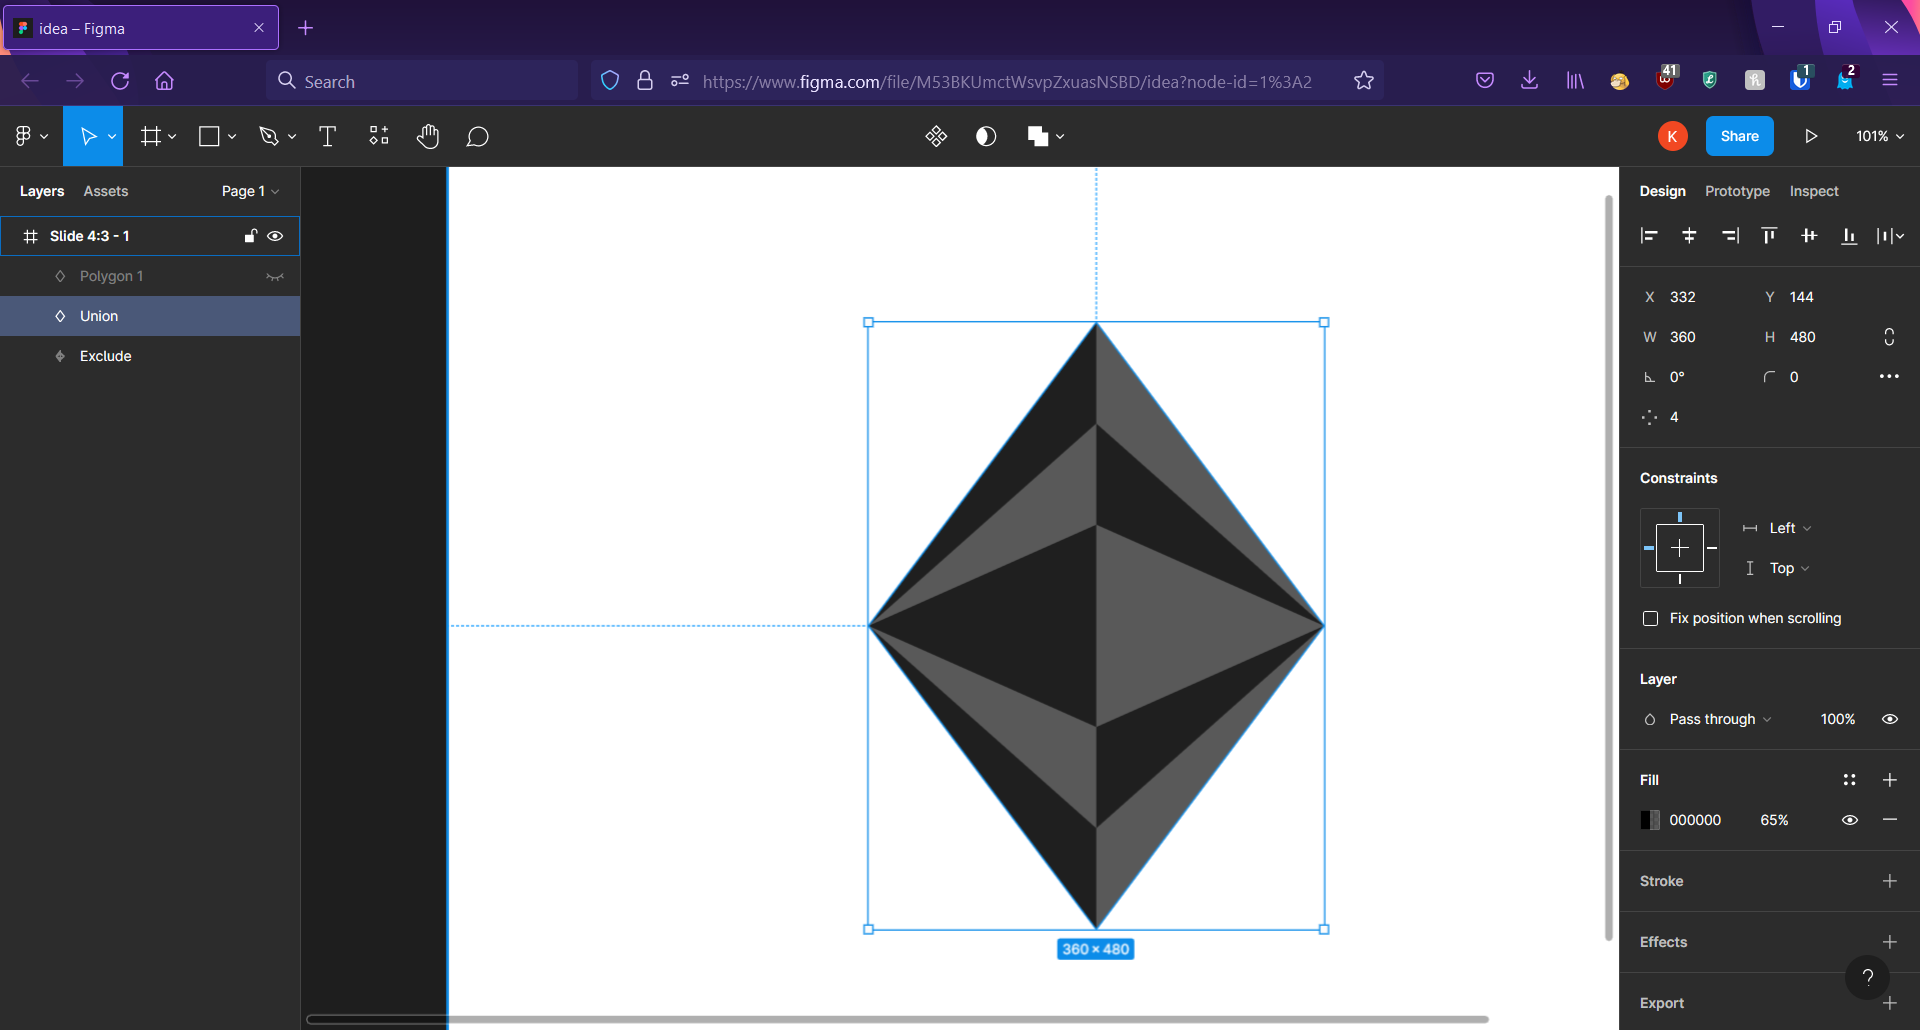 idea – Figma
Search
https://www.figma.com/file/M53BKUmctWsvpZxuasNSBD/idea?node-id=1%3A2
41
1
2
K
Share
101%
Layers
Assets
Page 1
Slide 4:3 - 1
Polygon 1
Union
Exclude
360 × 480
Design
Prototype
Inspect
X 332 Y 144
W 360 H 480
0° 0
4
Constraints
Left
Top
Fix position when scrolling
Layer
Pass through 100%
Fill
000000 65%
Stroke
Effects
?
Export